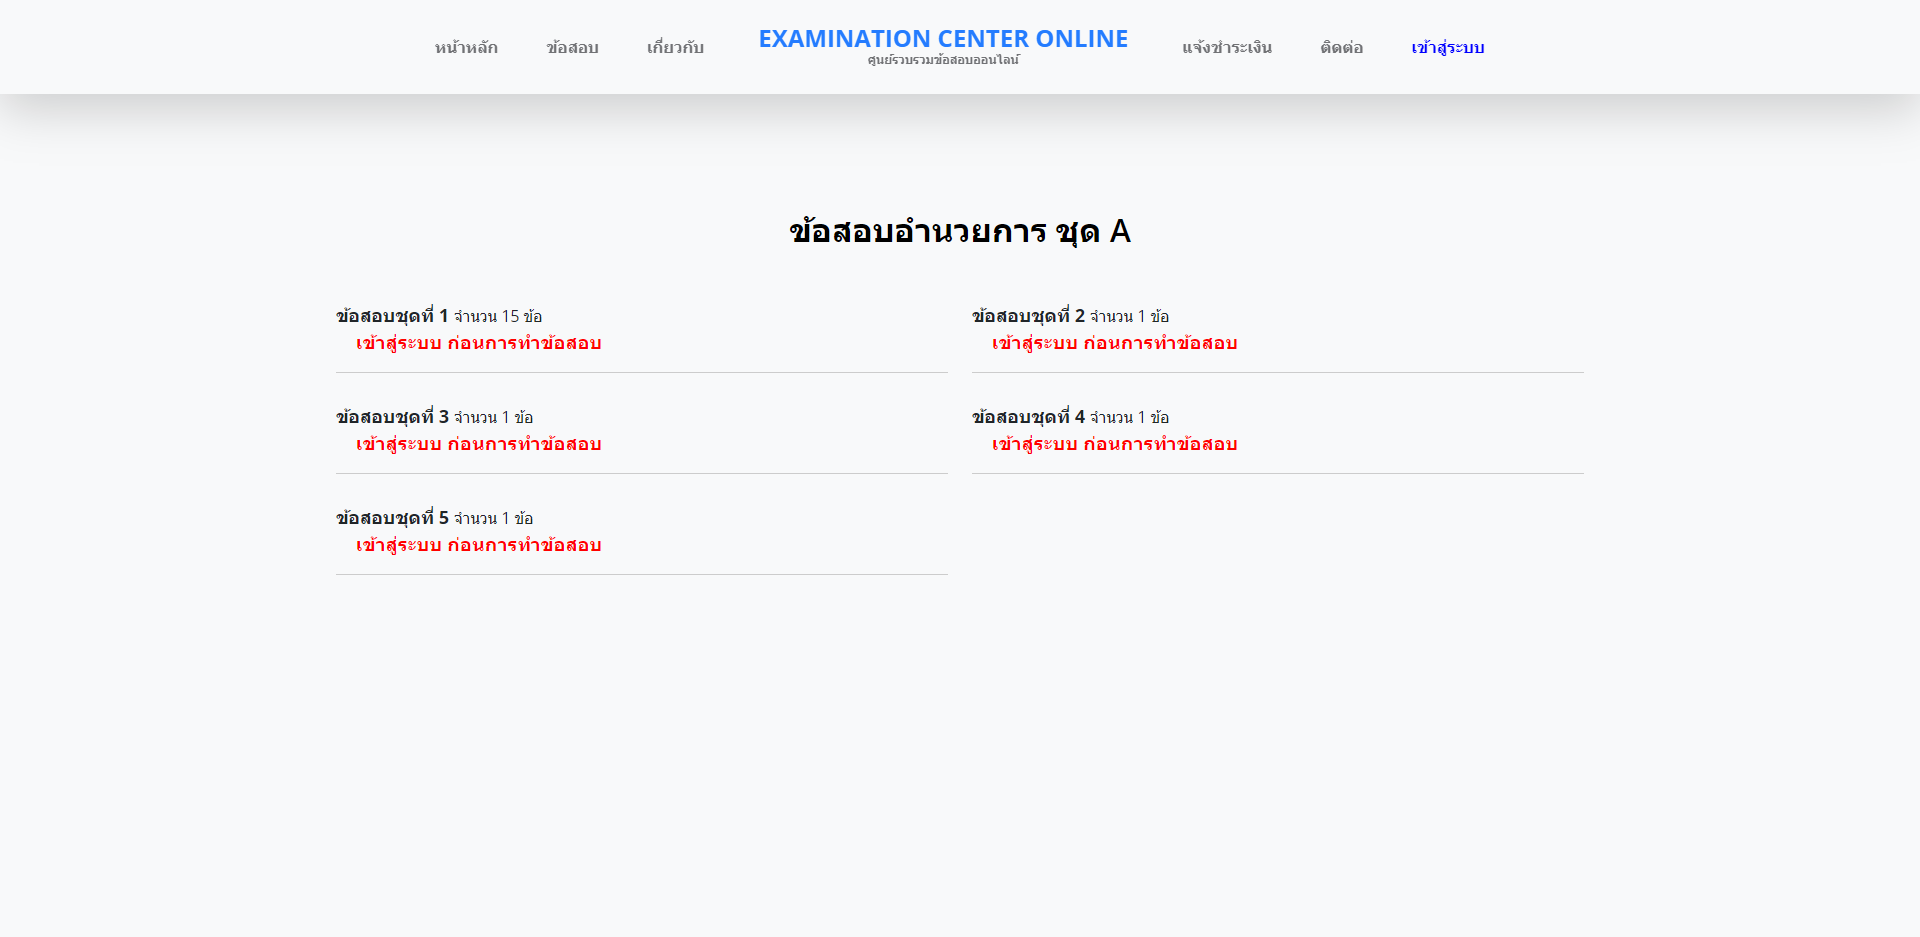 หน้าหลัก
ข้อสอบ
เกี่ยวกับ
EXAMINATION CENTER ONLINE
ศูนย์รวบรวมข้อสอบออนไลน์
แจ้งชำระเงิน
ติดต่อ
เข้าสู่ระบบ
ข้อสอบอำนวยการ ชุด A
ข้อสอบชุดที่ 1 จำนวน 15 ข้อ
เข้าสู่ระบบ ก่อนการทำข้อสอบ
ข้อสอบชุดที่ 2 จำนวน 1 ข้อ
เข้าสู่ระบบ ก่อนการทำข้อสอบ
ข้อสอบชุดที่ 3 จำนวน 1 ข้อ
เข้าสู่ระบบ ก่อนการทำข้อสอบ
ข้อสอบชุดที่ 4 จำนวน 1 ข้อ
เข้าสู่ระบบ ก่อนการทำข้อสอบ
ข้อสอบชุดที่ 5 จำนวน 1 ข้อ
เข้าสู่ระบบ ก่อนการทำข้อสอบ